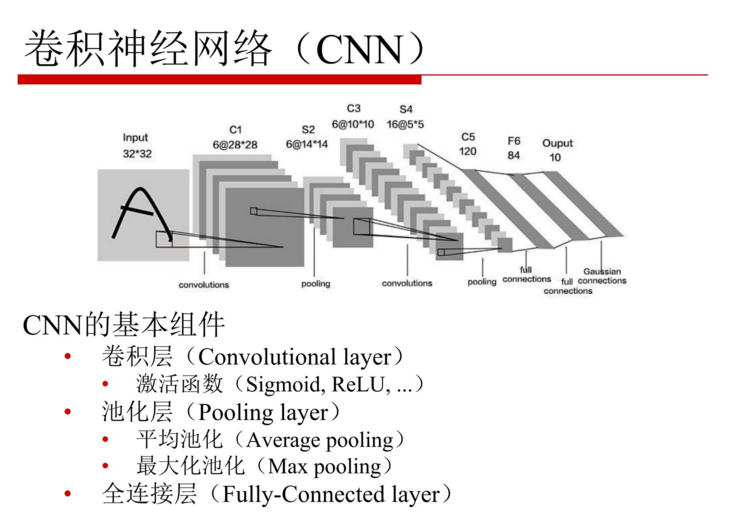 卷积神经网络（CNN）
Input
32*32
C1
6@28*28
S2
6@14*14
C3
6@10*10
S4
16@5*5
C5
120
F6
84
Ouput
10
A
convolutions
pooling
convolutions
pooling
full
connections
full
connections
Gaussian
connections
CNN的基本组件
• 卷积层（Convolutional layer）
• 激活函数（Sigmoid, ReLU, ...）
• 池化层（Pooling layer）
• 平均池化（Average pooling）
• 最大化池化（Max pooling）
• 全连接层（Fully-Connected layer）